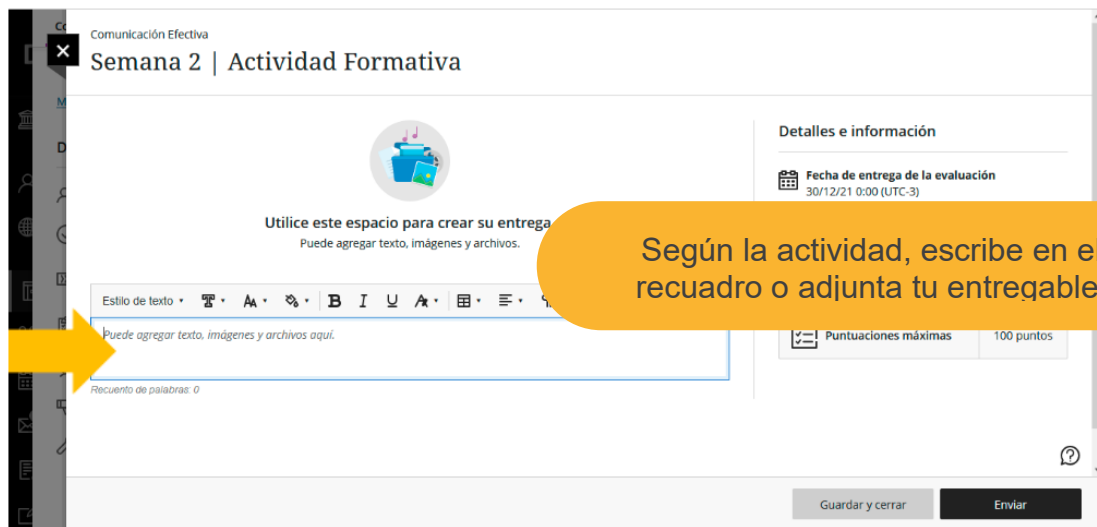 Comunicación Efectiva
Semana 2 | Actividad Formativa
Utilice este espacio para crear su entrega
Puede agregar texto, imágenes y archivos.
Estilo de texto
Puede agregar texto, imágenes y archivos aquí.
Recuento de palabras: 0
Detalles e información
Fecha de entrega de la evaluación
30/12/21 0:00 (UTC-3)
Según la actividad, escribe en el
recuadro o adjunta tu entregable
Puntuaciones máximas 100 puntos
Guardar y cerrar Enviar